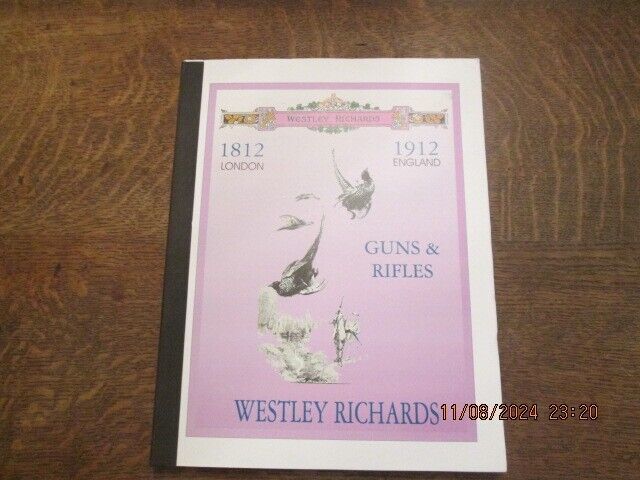 WESTLEY RICHARDS
1812
LONDON
1912
ENGLAND
GUNS &
RIFLES
WESTLEY RICHARDS
11/08/2024 23:20